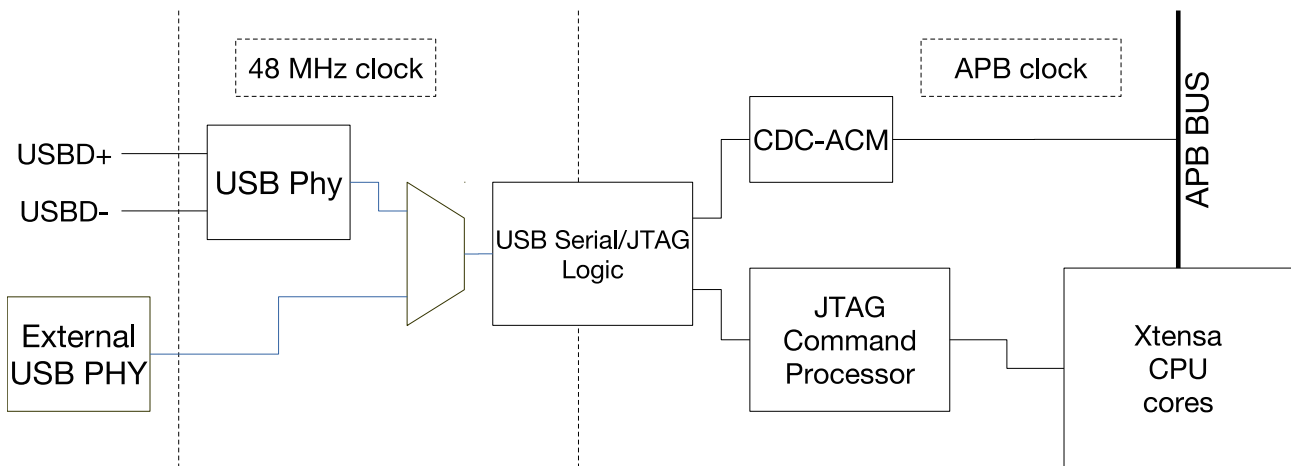 48 MHz clock
APB clock
APB BUS
USBD+
USBD-
USB Phy
CDC-ACM
USB Serial/JTAG
Logic
External
USB PHY
JTAG
Command
Processor
Xtensa
CPU
cores